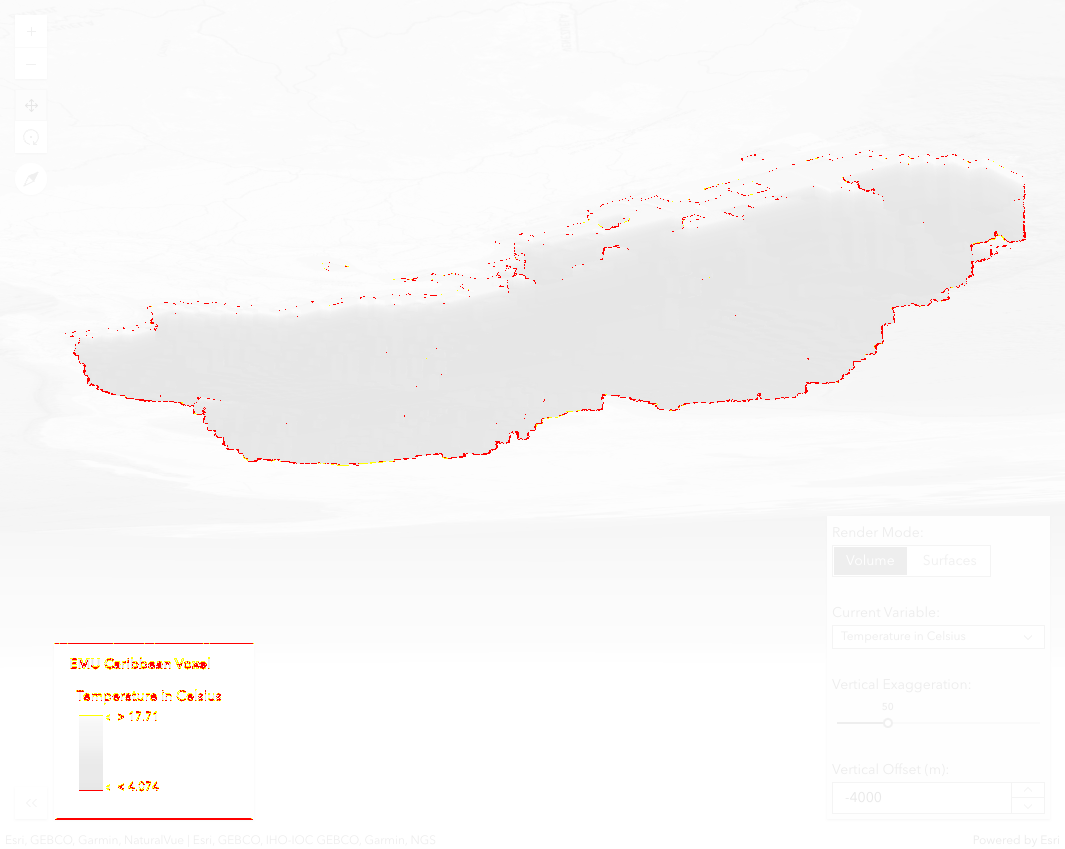 Render Mode:
Volume Surfaces
Current Variable:
Temperature in Celsius
EMU Caribbean Voxel
Vertical Exaggeration:
Temperature in Celsius
50
> 17.71
Vertical Offset (m):
< 4.074
-4000
Esri, GEBCO, Garmin, NaturalVue | Esri, GEBCO, IHO-IOC GEBCO, Garmin, NGS
Powered by Esri